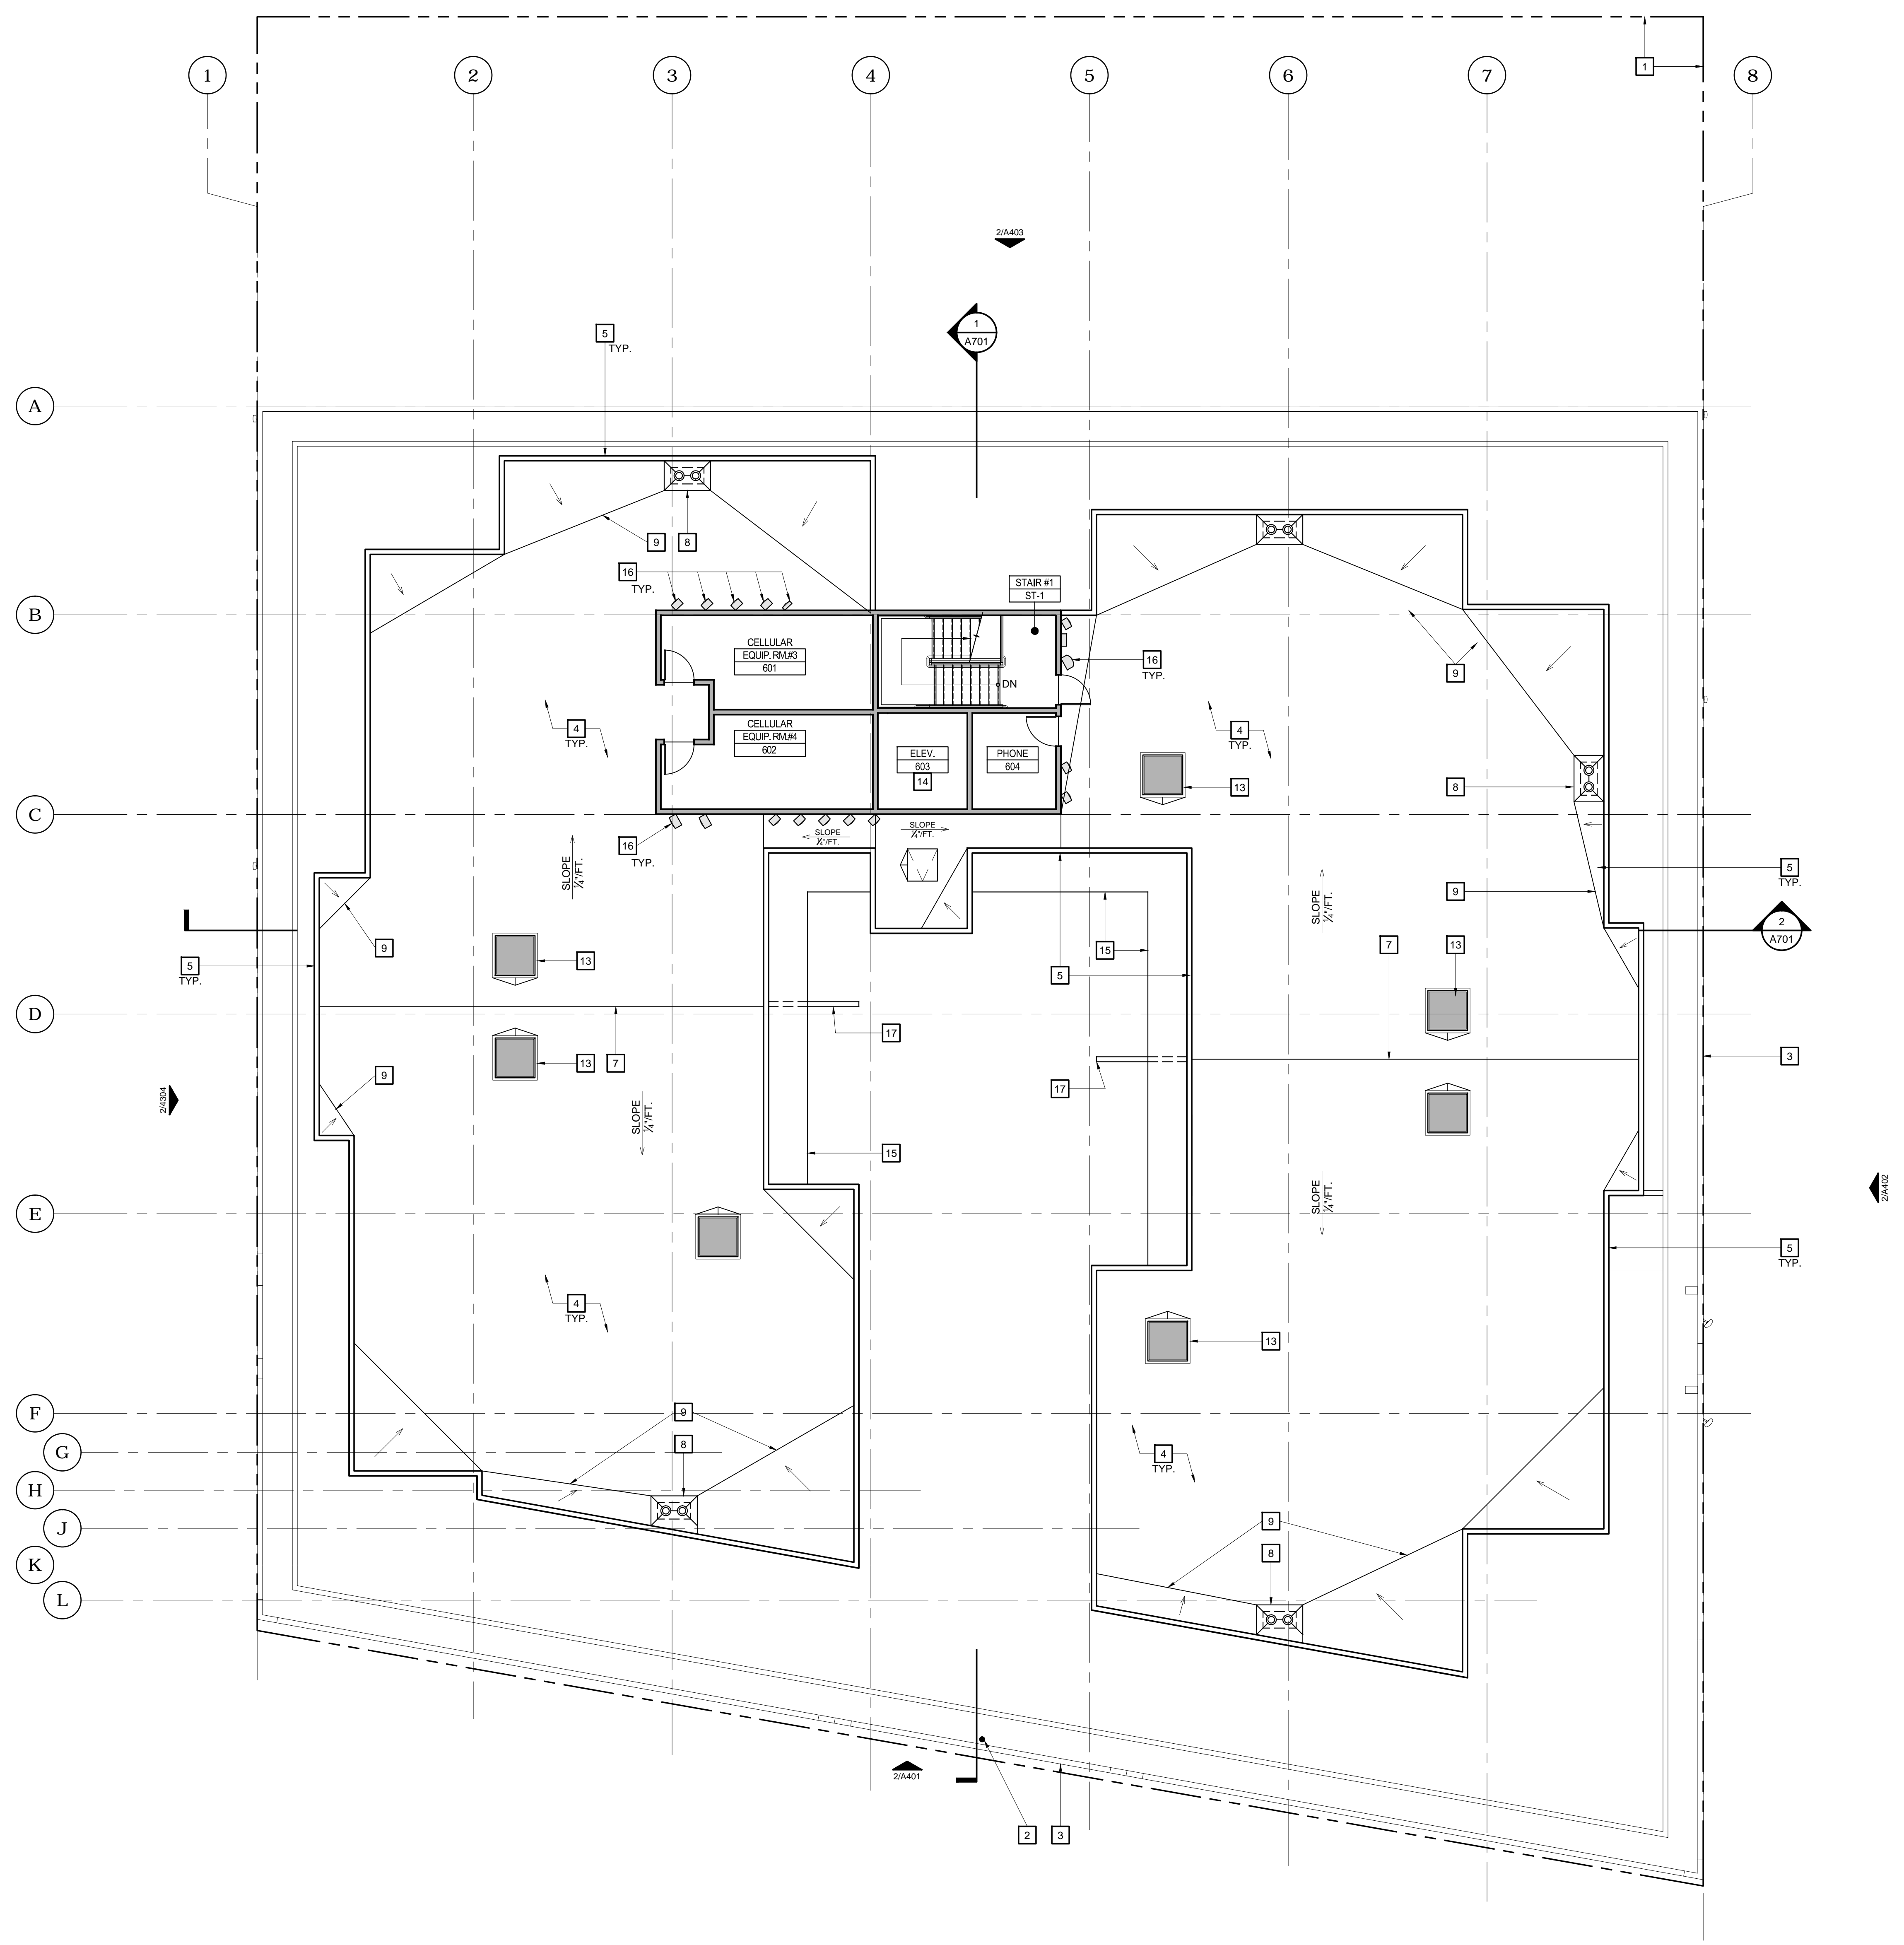 1
1
2
3
4
5
6
7
8
2/A403
1
A701
5
TYP.
A
9
8
16
TYP.
STAIR #1
ST-1
B
CELLULAR
EQUIP. RM.#3
601
DN
16
TYP.
9
4
TYP.
CELLULAR
EQUIP. RM.#4
602
ELEV.
603
14
PHONE
604
4
TYP.
13
8
C
16
TYP.
SLOPE
¼"/FT.
SLOPE
¼"/FT.
SLOPE
¼"/FT.
SLOPE
¼"/FT.
5
TYP.
9
2
A701
9
13
5
TYP.
15
5
7
13
D
17
13
7
9
17
3
2/4304
SLOPE
¼"/FT.
15
2/A402
SLOPE
¼"/FT.
E
5
TYP.
4
TYP.
13
F
9
8
G
4
TYP.
H
J
9
8
K
L
2/A401
2
3